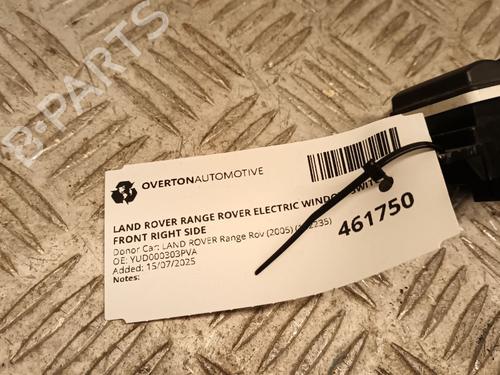 B-PARTS
OVERTONAUTOMOTIVE
LAND ROVER RANGE ROVER ELECTRIC
FRONT RIGHT SIDE
Donor Car: LAND ROVER Range Rov (2005)
OE: YUD000303PVA
Added: 15/07/2025
Notes:
461750